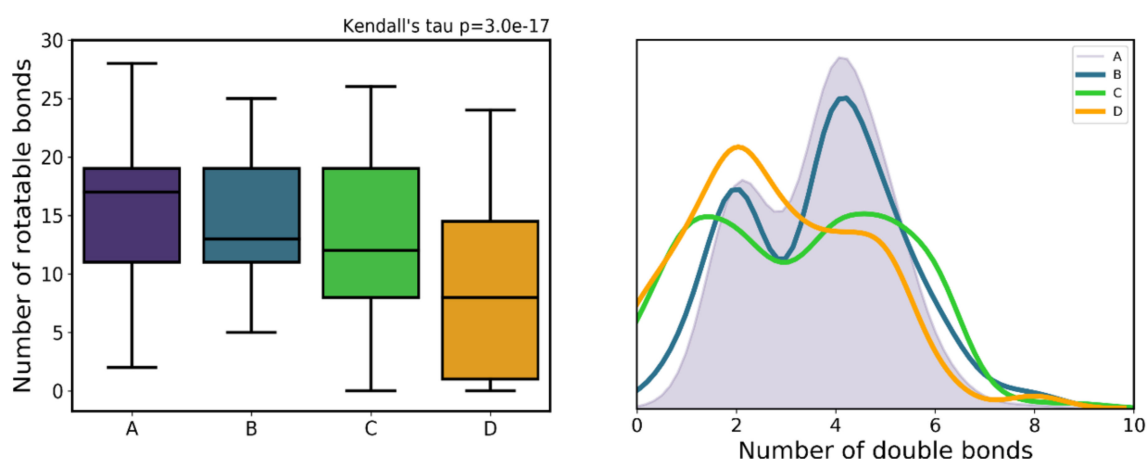 Kendall's tau p=3.0e-17
Number of rotatable bonds
30
25
20
15
10
5
0
A
B
C
D
A
B
C
D
0
2
4
6
8
10
Number of double bonds